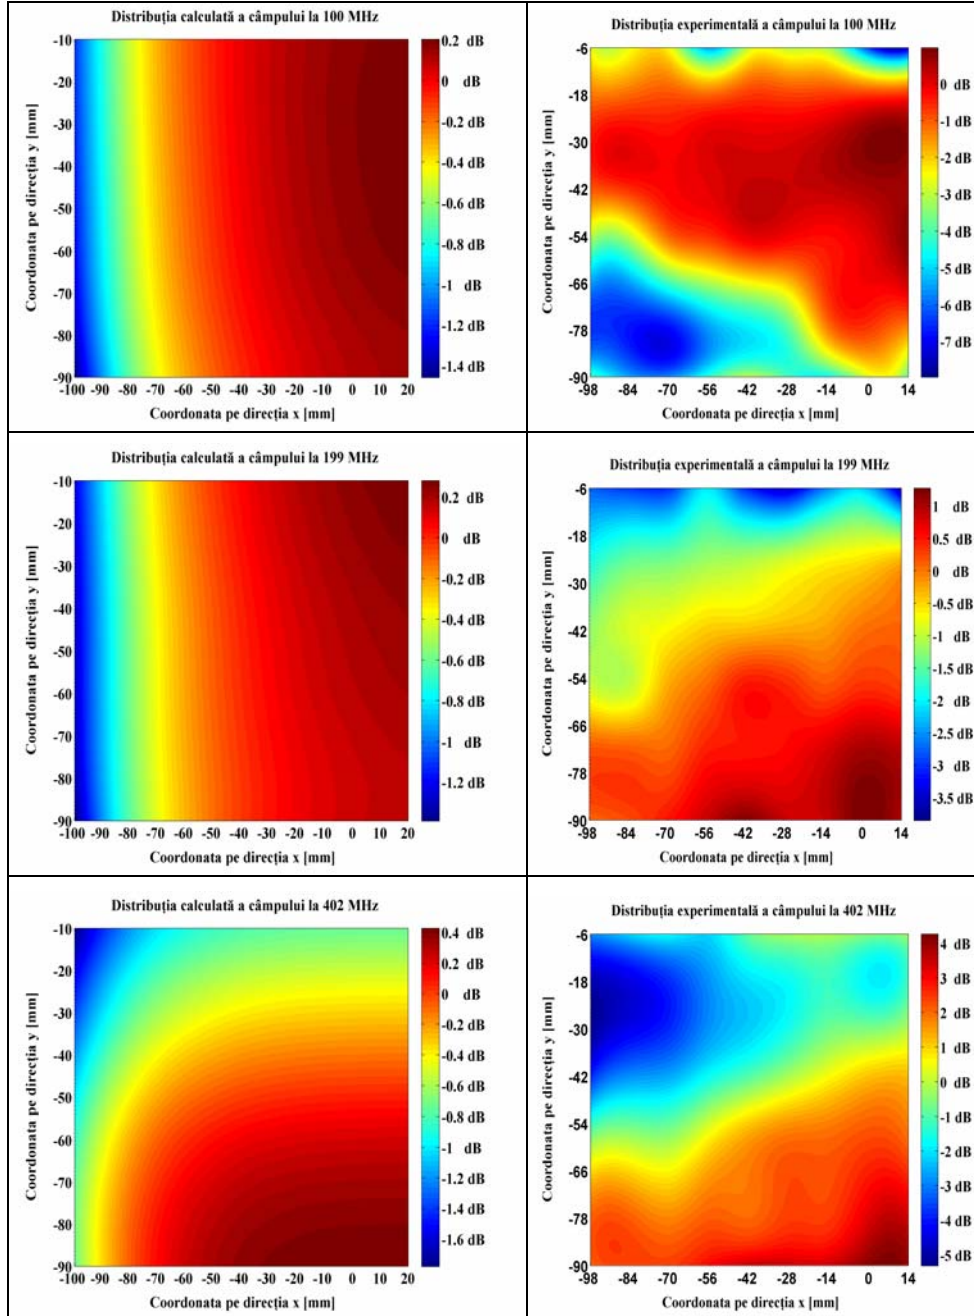 Distribuția calculată a câmpului la 100 MHz
-10
-20
-30
-40
-50
-60
-70
-80
-90
Coordonata pe direcția y [mm]
-100 -90 -80 -70 -60 -50 -40 -30 -20 -10 0 10 20
Coordonata pe direcția x [mm]
0.2 dB
0 dB
-0.2 dB
-0.4 dB
-0.6 dB
-0.8 dB
-1 dB
-1.2 dB
-1.4 dB
Distribuția experimentală a câmpului la 100 MHz
-6
-18
-30
-42
-54
-66
-78
-90
Coordonata pe direcția y [mm]
-98 -84 -70 -56 -42 -28 -14 0 14
Coordonata pe direcția x [mm]
0 dB
-1 dB
-2 dB
-3 dB
-4 dB
-5 dB
-6 dB
-7 dB
Distribuția calculată a câmpului la 199 MHz
-10
-20
-30
-40
-50
-60
-70
-80
-90
Coordonata pe direcția y [mm]
-100 -90 -80 -70 -60 -50 -40 -30 -20 -10 0 10 20
Coordonata pe direcția x [mm]
0.2 dB
0 dB
-0.2 dB
-0.4 dB
-0.6 dB
-0.8 dB
-1 dB
-1.2 dB
Distribuția experimentală a câmpului la 199 MHz
-6
-18
-30
-42
-54
-66
-78
-90
Coordonata pe direcția y [mm]
-98 -84 -70 -56 -42 -28 -14 0 14
Coordonata pe direcția x [mm]
1 dB
0.5 dB
0 dB
-0.5 dB
-1 dB
-1.5 dB
-2 dB
-2.5 dB
-3 dB
-3.5 dB
Distribuția calculată a câmpului la 402 MHz
-10
-20
-30
-40
-50
-60
-70
-80
-90
Coordonata pe direcția y [mm]
-100 -90 -80 -70 -60 -50 -40 -30 -20 -10 0 10 20
Coordonata pe direcția x [mm]
0.4 dB
0.2 dB
0 dB
-0.2 dB
-0.4 dB
-0.6 dB
-0.8 dB
-1 dB
-1.2 dB
-1.4 dB
-1.6 dB
Distribuția experimentală a câmpului la 402 MHz
-6
-18
-30
-42
-54
-66
-78
-90
Coordonata pe direcția y [mm]
-98 -84 -70 -56 -42 -28 -14 0 14
Coordonata pe direcția x [mm]
4 dB
3 dB
2 dB
1 dB
0 dB
-1 dB
-2 dB
-3 dB
-4 dB
-5 dB